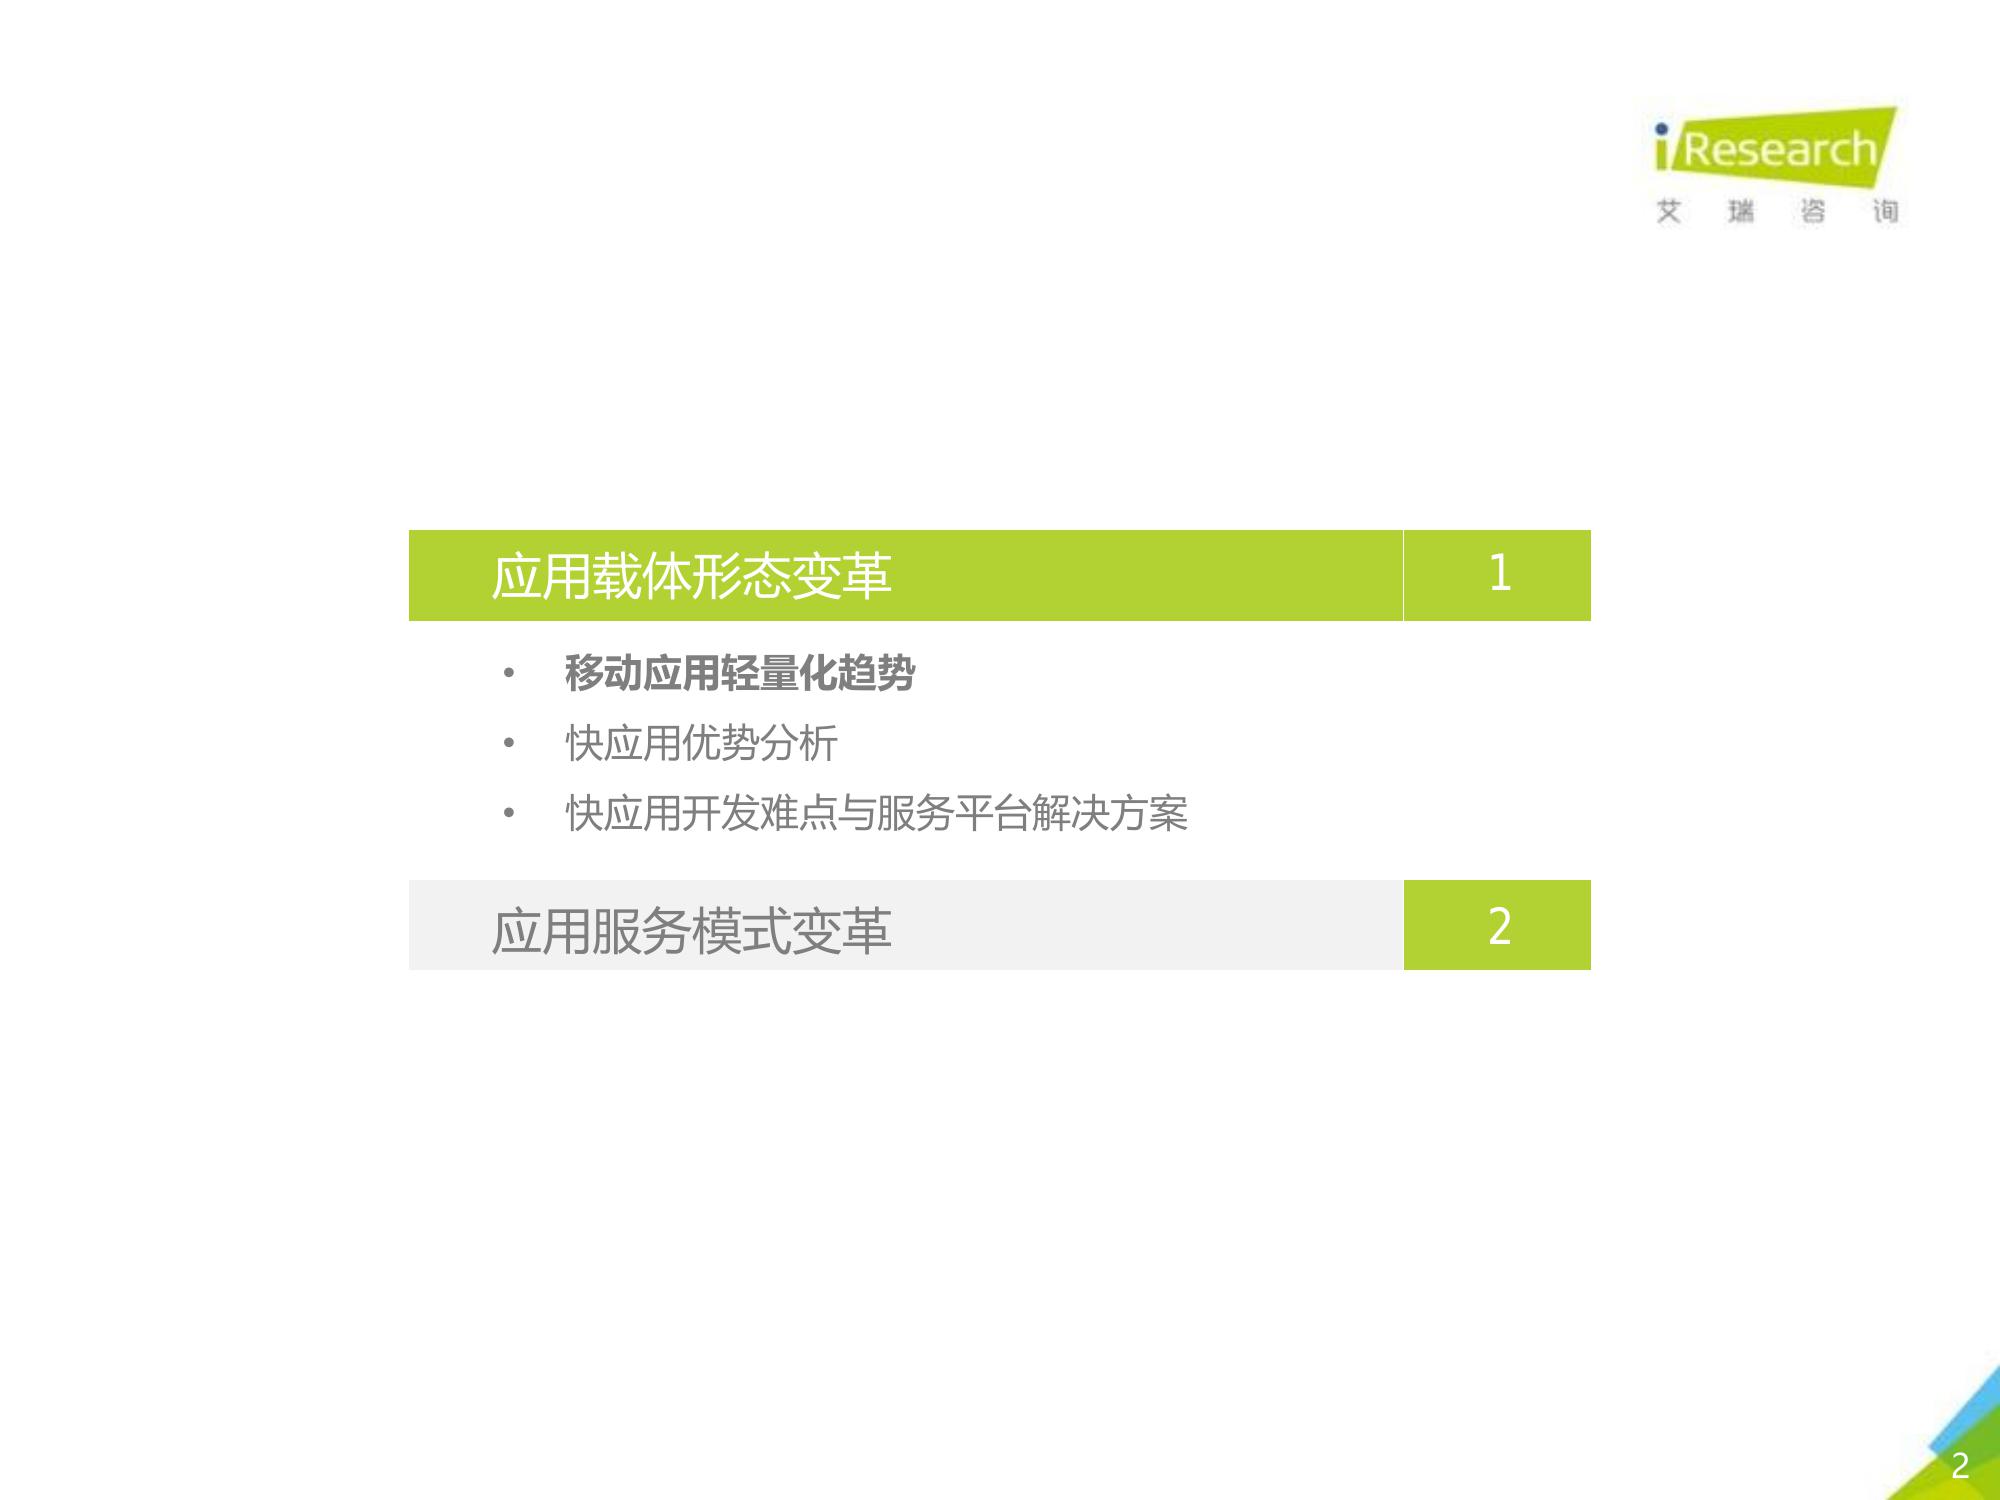 iResearch
艾瑞咨询
应用载体形态变革 1
• 移动应用轻量化趋势
• 快应用优势分析
• 快应用开发难点与服务平台解决方案
应用服务模式变革 2
2